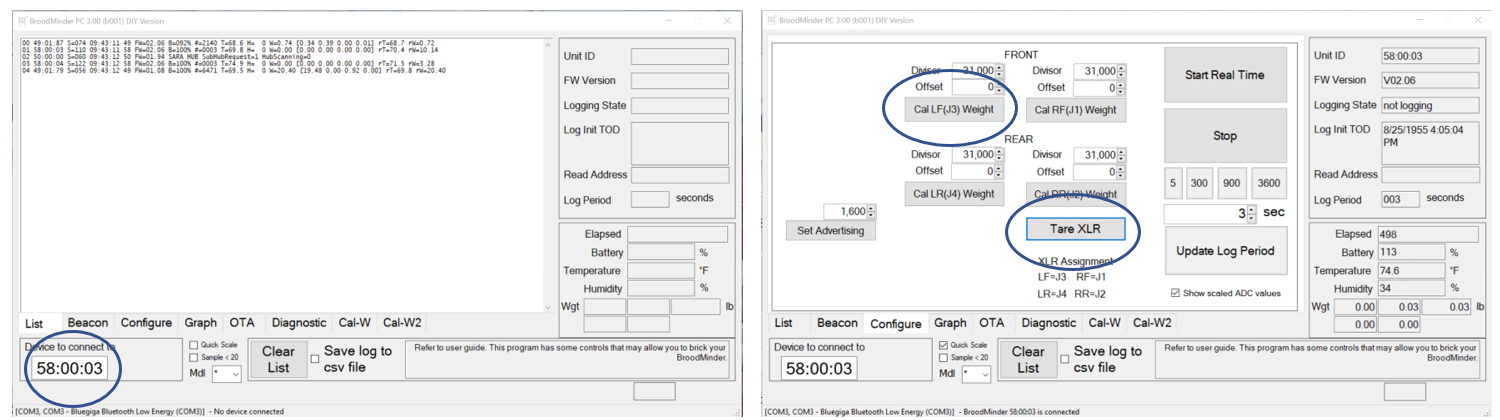 BroodMinder PC 3.00 (b001) DIY Version
00 49:01:87 S=074 09:43:11 49 FW=02.06 B=092% #=2140 T=68.6 H= 0 W=0.74 [0.34 0.39 0.00 0.01] rT=68.7 rW=0.72
01 58:00:03 S=110 09:43:11 58 FW=02.06 B=100% #=0003 T=69.8 H= 0 W=0.00 [0.00 0.00 0.00 0.00] rT=70.4 rW=10.14
02 50:00:00 S=060 09:43:12 50 FW=01.94 SARA HUB SubHubRequest=1 HubScanning=0
03 58:00:04 S=122 09:43:12 58 FW=02.06 B=100% #=0003 T=74.9 H= 0 W=0.00 [0.00 0.00 0.00 0.00] rT=71.5 rW=3.28
04 49:01:79 S=056 09:43:12 49 FW=01.08 B=100% #=6471 T=69.5 H= 0 W=20.40 [19.48 0.00 0.92 0.00] rT=69.8 rW=20.40
Unit ID
FW Version
Logging State
Log Init TOD
Read Address
Log Period seconds
Elapsed
Battery %
Temperature °F
Humidity %
Wgt lb
List Beacon Configure Graph OTA Diagnostic Cal-W Cal-W2
Device to connect to
58:00:03
Quick Scale
Sample < 20
Mdl *
Clear List
Save log to csv file
Refer to user guide. This program has some controls that may allow you to brick your
BroodMinder.
[COM3, COM3 - Bluegiga Bluetooth Low Energy (COM3)] - No device connected
BroodMinder PC 3.00 (b001) DIY Version
FRONT
Divisor 31,000 Divisor 31,000
Offset 0 Offset 0
Cal LF(J3) Weight Cal RF(J1) Weight
REAR
Divisor 31,000 Divisor 31,000
Offset 0 Offset 0
Cal LR(J4) Weight Cal RR(J2) Weight
1,600
Set Advertising
Tare XLR
XLR Assignment
LF=J3 RF=J1
LR=J4 RR=J2
Start Real Time
Stop
5 300 900 3600
3 sec
Update Log Period
Show scaled ADC values
Unit ID 58:00:03
FW Version V02.06
Logging State not logging
Log Init TOD 8/25/1955 4:05:04
PM
Read Address
Log Period 003 seconds
Elapsed 498
Battery 113 %
Temperature 74.6 °F
Humidity 34 %
Wgt 0.00 0.03 0.03 lb
0.00 0.00
List Beacon Configure Graph OTA Diagnostic Cal-W Cal-W2
Device to connect to
58:00:03
Quick Scale
Sample < 20
Mdl *
Clear List
Save log to csv file
Refer to user guide. This program has some controls that may allow you to brick your
BroodMinder.
[COM3, COM3 - Bluegiga Bluetooth Low Energy (COM3)] - BroodMinder 58:00:03 is connected